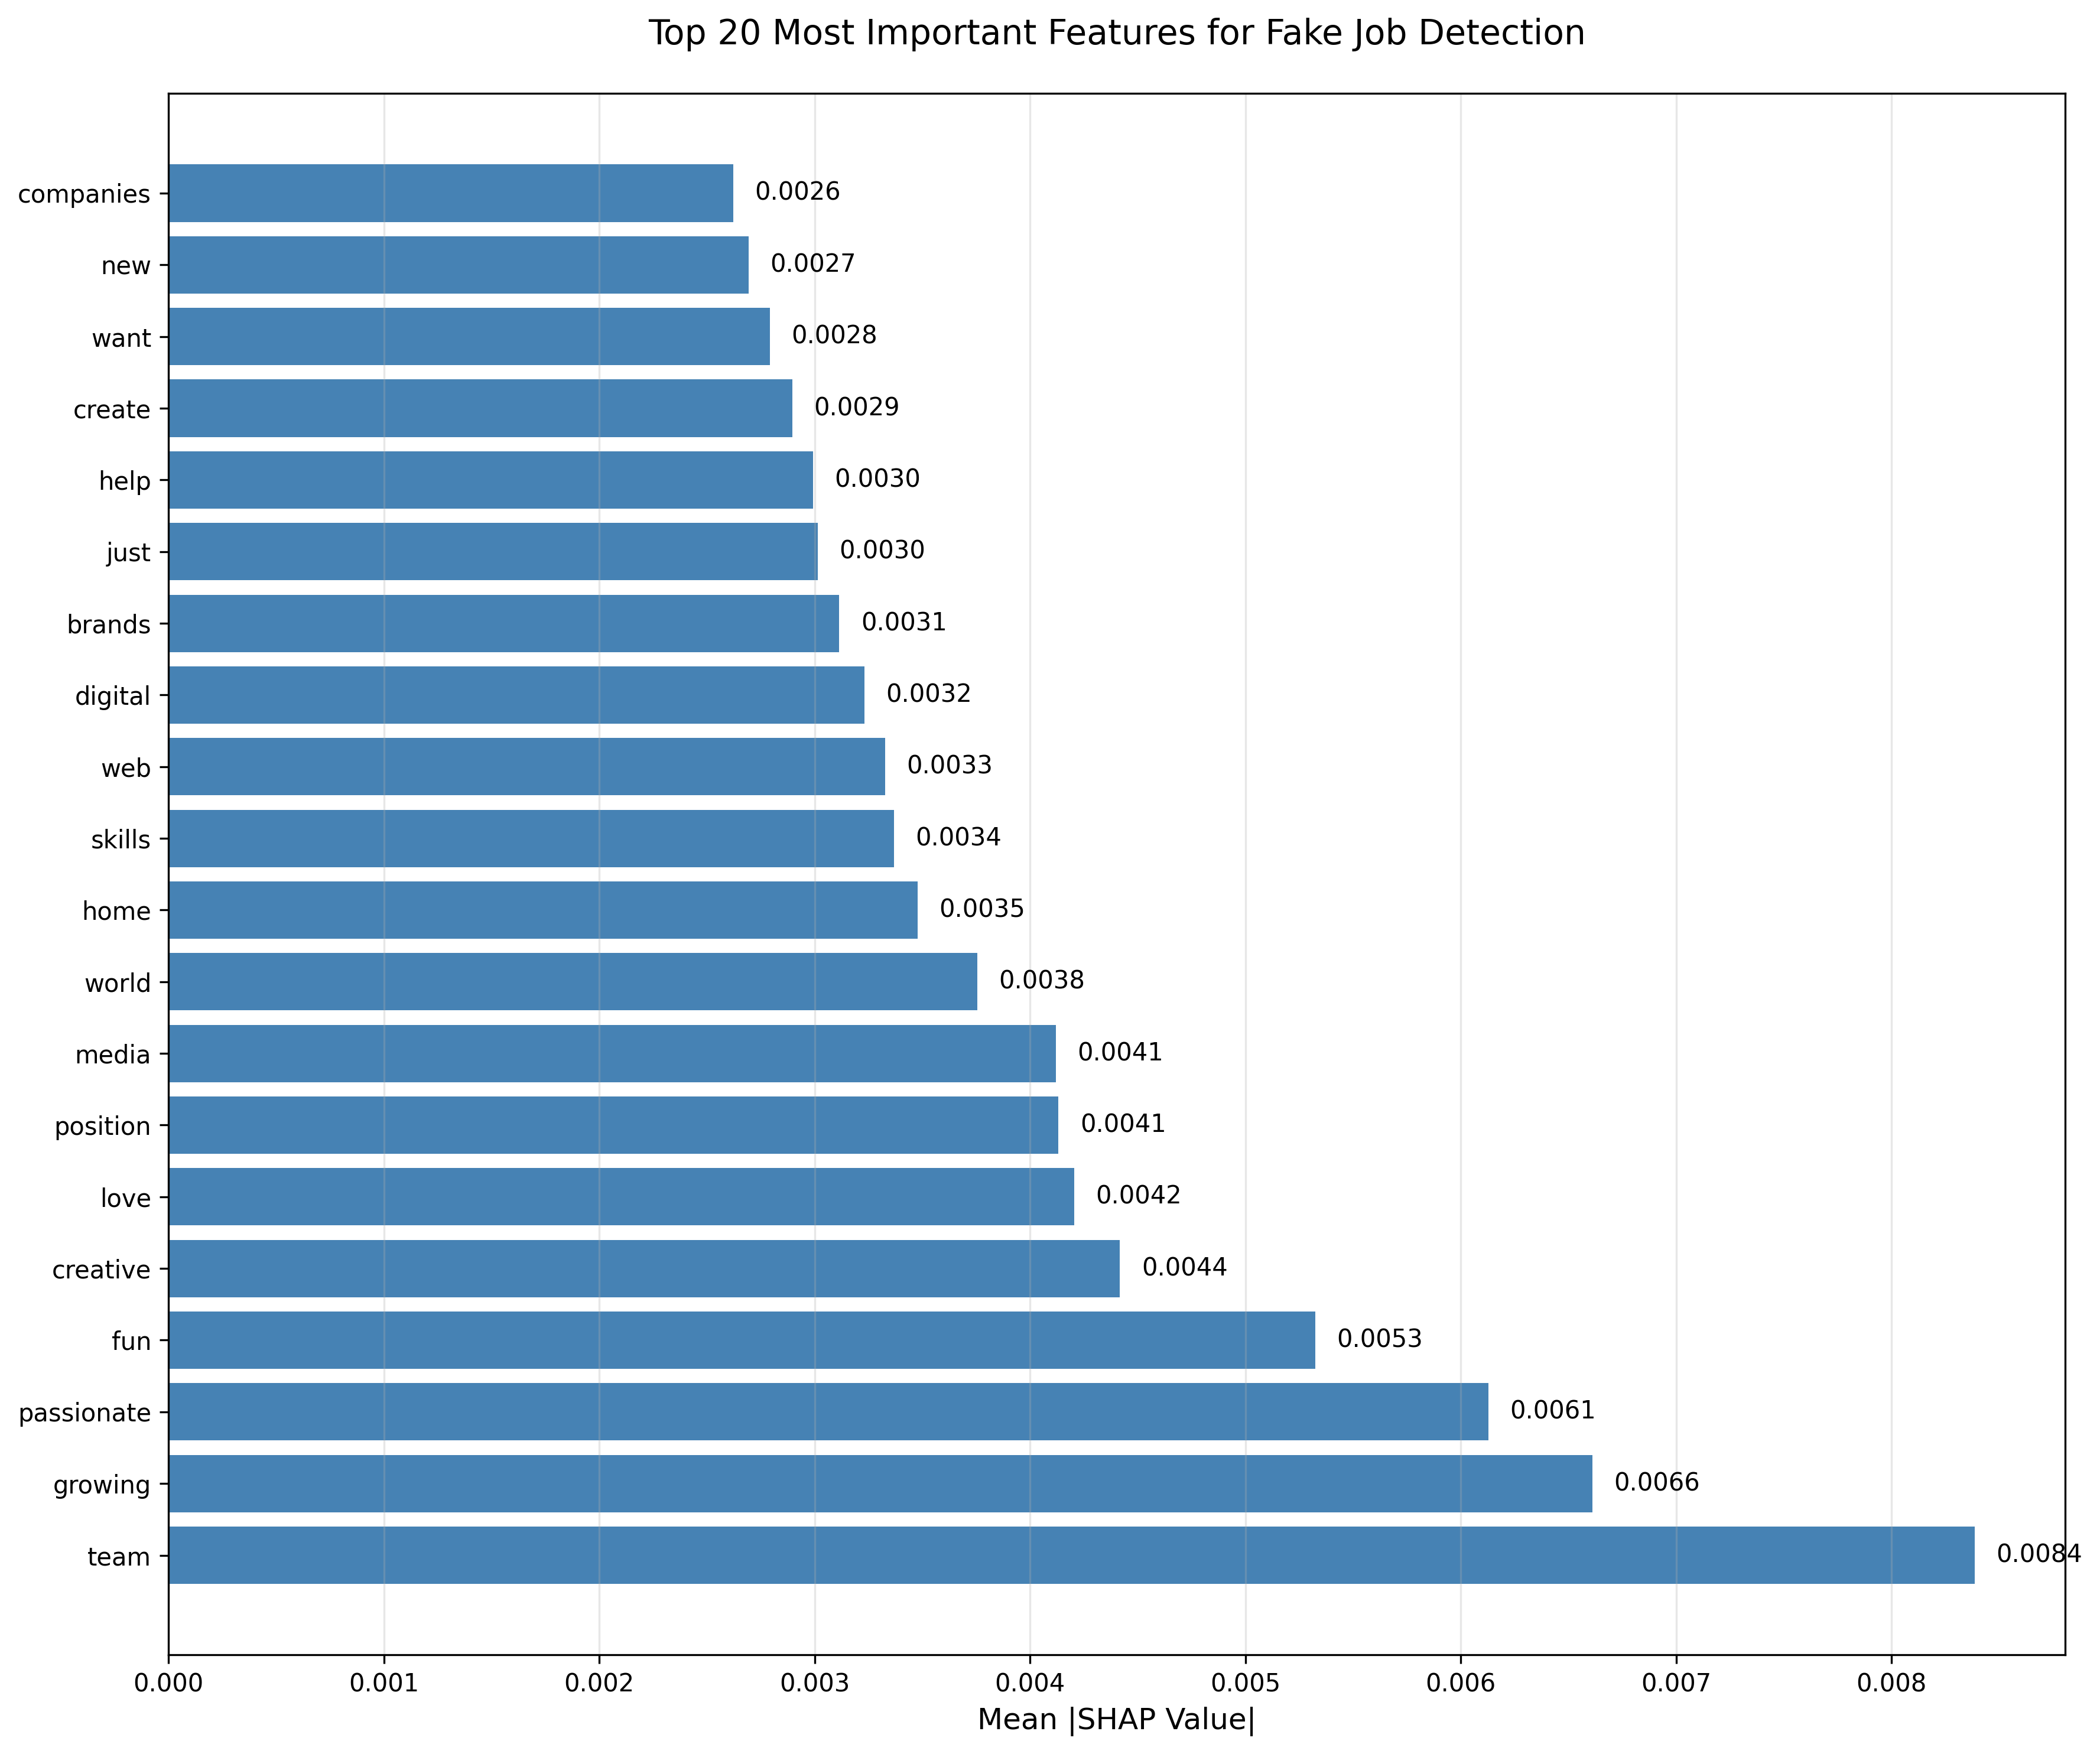 Top 20 Most Important Features for Fake Job Detection
companies 0.0026
new 0.0027
want 0.0028
create 0.0029
help 0.0030
just 0.0030
brands 0.0031
digital 0.0032
web 0.0033
skills 0.0034
home 0.0035
world 0.0038
media 0.0041
position 0.0041
love 0.0042
creative 0.0044
fun 0.0053
passionate 0.0061
growing 0.0066
team 0.0084
0.000 0.001 0.002 0.003 0.004 0.005 0.006 0.007 0.008
Mean |SHAP Value|